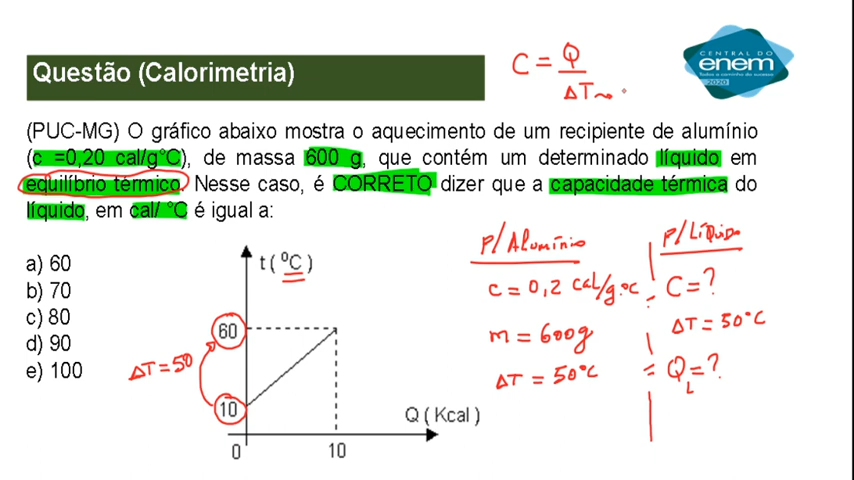 Questão (Calorimetria)
C = Q / ΔT
CENTRAL DO
enem
Todos a caminho do sucesso
2020
(PUC-MG) O gráfico abaixo mostra o aquecimento de um recipiente de alumínio
(c =0,20 cal/g°C), de massa 600 g, que contém um determinado líquido em
equilíbrio térmico. Nesse caso, é CORRETO dizer que a capacidade térmica do
líquido, em cal/ °C é igual a:
a) 60
b) 70
c) 80
d) 90
e) 100
t ( ⁰C )
60
10
0
10
Q ( Kcal)
ΔT = 50
P/ Alumínio
c = 0,2 cal/g.°C
m = 600g
ΔT = 50°C
P/ Líquido
C = ?
ΔT = 50°C
Q_L = ?